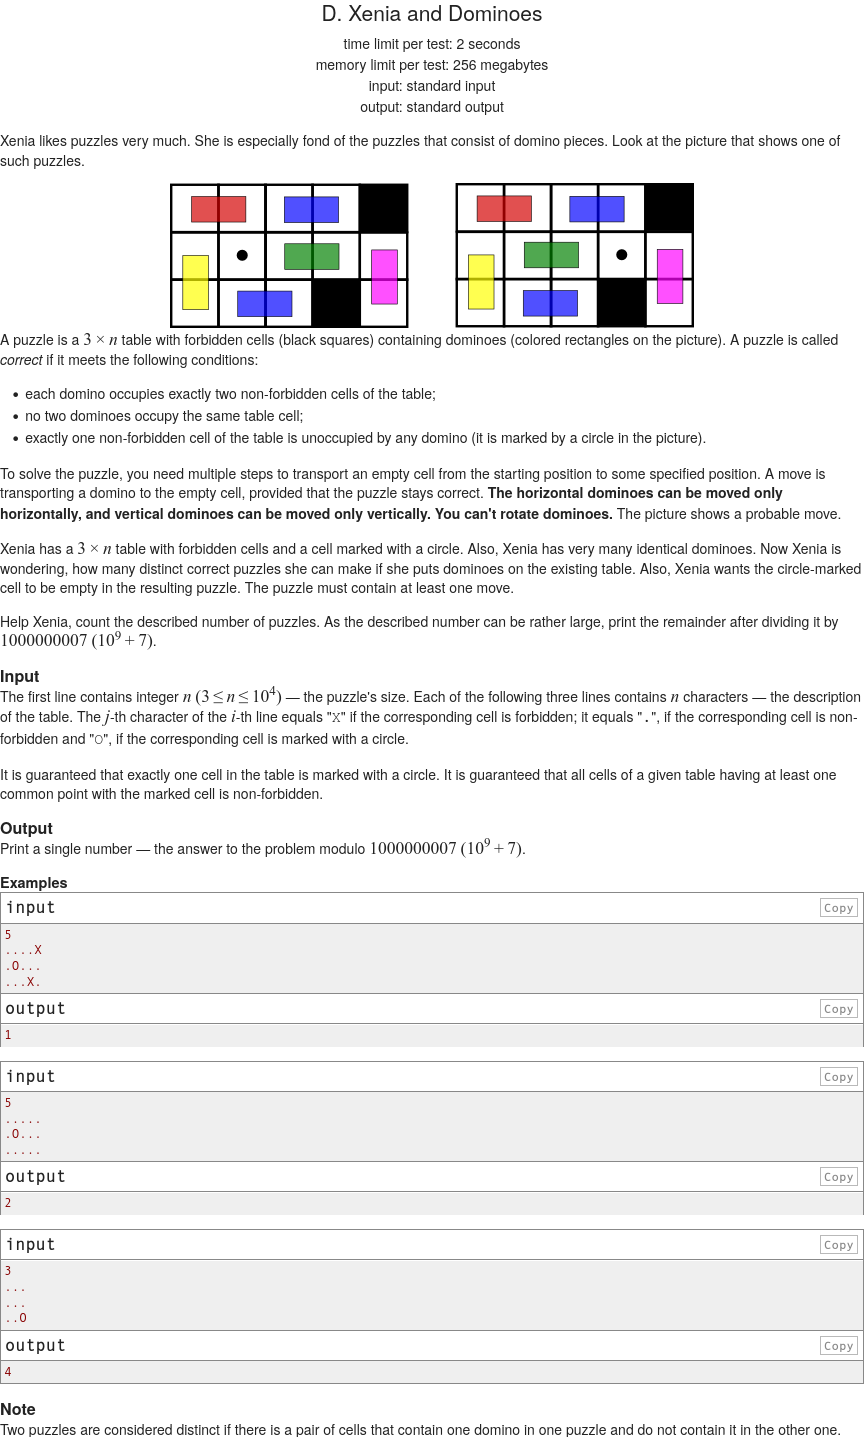 D. Xenia and Dominoes
time limit per test: 2 seconds
memory limit per test: 256 megabytes
input: standard input
output: standard output
Xenia likes puzzles very much. She is especially fond of the puzzles that consist of domino pieces. Look at the picture that shows one of
such puzzles.
A puzzle is a 3 × n table with forbidden cells (black squares) containing dominoes (colored rectangles on the picture). A puzzle is called
correct if it meets the following conditions:
• each domino occupies exactly two non-forbidden cells of the table;
• no two dominoes occupy the same table cell;
• exactly one non-forbidden cell of the table is unoccupied by any domino (it is marked by a circle in the picture).
To solve the puzzle, you need multiple steps to transport an empty cell from the starting position to some specified position. A move is
transporting a domino to the empty cell, provided that the puzzle stays correct. The horizontal dominoes can be moved only
horizontally, and vertical dominoes can be moved only vertically. You can't rotate dominoes. The picture shows a probable move.
Xenia has a 3 × n table with forbidden cells and a cell marked with a circle. Also, Xenia has very many identical dominoes. Now Xenia is
wondering, how many distinct correct puzzles she can make if she puts dominoes on the existing table. Also, Xenia wants the circle-marked
cell to be empty in the resulting puzzle. The puzzle must contain at least one move.
Help Xenia, count the described number of puzzles. As the described number can be rather large, print the remainder after dividing it by
1000000007 (10⁹ + 7).
Input
The first line contains integer n (3 ≤ n ≤ 10⁴) — the puzzle's size. Each of the following three lines contains n characters — the description
of the table. The j-th character of the i-th line equals "X" if the corresponding cell is forbidden; it equals ".", if the corresponding cell is non-
forbidden and "O", if the corresponding cell is marked with a circle.
It is guaranteed that exactly one cell in the table is marked with a circle. It is guaranteed that all cells of a given table having at least one
common point with the marked cell is non-forbidden.
Output
Print a single number — the answer to the problem modulo 1000000007 (10⁹ + 7).
Examples
input Copy
5
....X
.O...
...X.
output Copy
1
input Copy
5
.....
.O...
.....
output Copy
2
input Copy
3
...
...
..O
output Copy
4
Note
Two puzzles are considered distinct if there is a pair of cells that contain one domino in one puzzle and do not contain it in the other one.